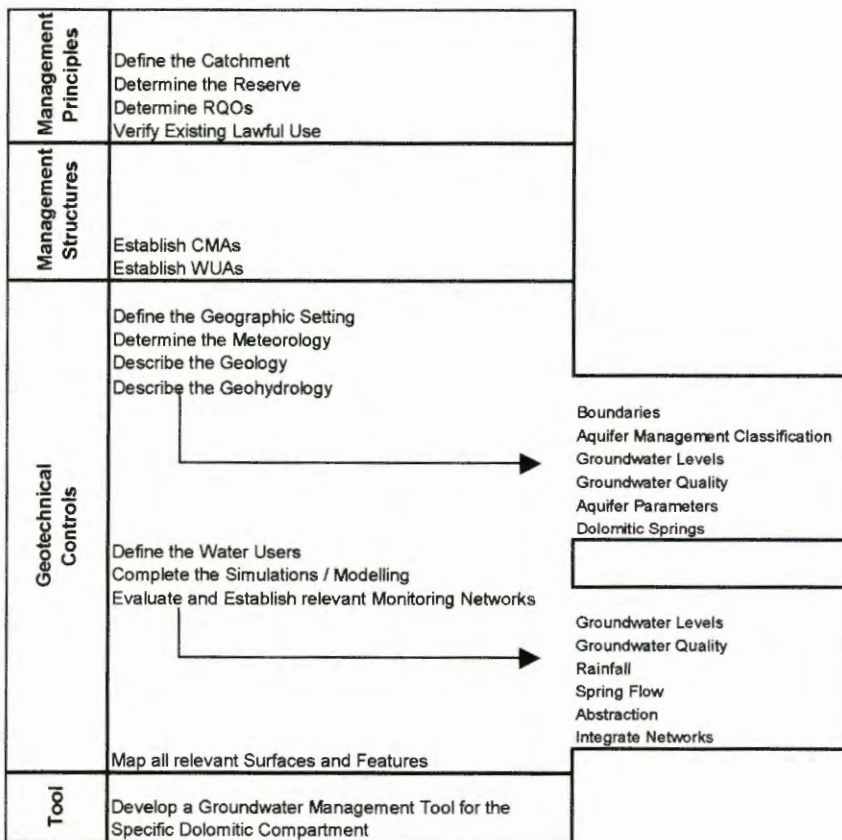 Management
Principles
Define the Catchment
Determine the Reserve
Determine RQOs
Verify Existing Lawful Use
Management
Structures
Establish CMAs
Establish WUAs
Geotechnical
Controls
Define the Geographic Setting
Determine the Meteorology
Describe the Geology
Describe the Geohydrology
Boundaries
Aquifer Management Classification
Groundwater Levels
Groundwater Quality
Aquifer Parameters
Dolomitic Springs
Define the Water Users
Complete the Simulations / Modelling
Evaluate and Establish relevant Monitoring Networks
Groundwater Levels
Groundwater Quality
Rainfall
Spring Flow
Abstraction
Integrate Networks
Map all relevant Surfaces and Features
Tool
Develop a Groundwater Management Tool for the
Specific Dolomitic Compartment